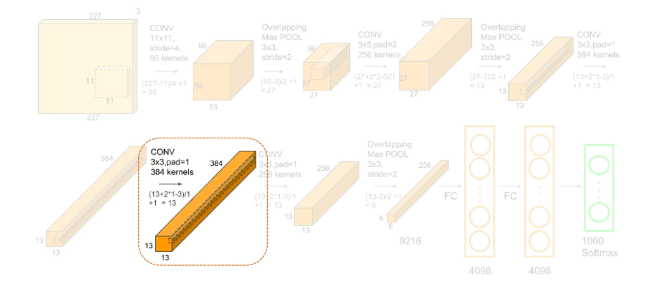 227
3
11
11
227
CONV
11x11,
stride=4,
96 kernels
(227-11)/4 +1
= 55
96
55
55
Overlapping
Max POOL
3x3,
stride=2
(55-3)/2 +1
= 27
96
27
27
CONV
5x5,pad=2
256 kernels
(27+2*2-5)/1
+1 = 27
256
27
27
Overlapping
Max POOL
3x3,
stride=2
(27-3)/2 +1
= 13
256
13
13
CONV
3x3,pad=1
384 kernels
(13+2*1-3)/1
+1 = 13
384
13
13
CONV
3x3,pad=1
384 kernels
(13+2*1-3)/1
+1 = 13
384
13
13
CONV
3x3,pad=1
256 kernels
(13+2*1-3)/1
+1 = 13
256
13
13
Overlapping
Max POOL
3x3,
stride=2
(13-3)/2 +1
= 6
256
6
6
9216
FC
4096
FC
4096
1000
Softmax